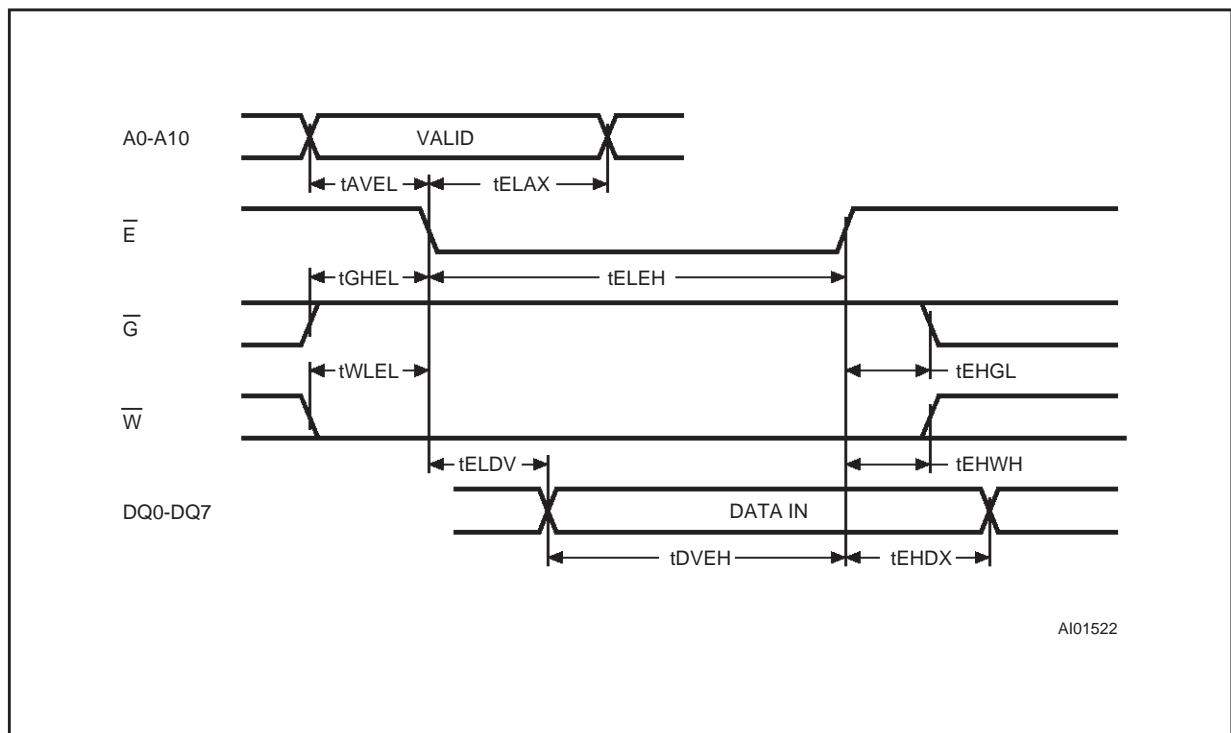 A0-A10
VALID
tAVEL
tELAX
E̅
tGHEL
tELEH
G̅
tWLEL
tEHGL
W̅
tELDV
tEHWH
DQ0-DQ7
DATA IN
tDVEH
tEHDX
AI01522